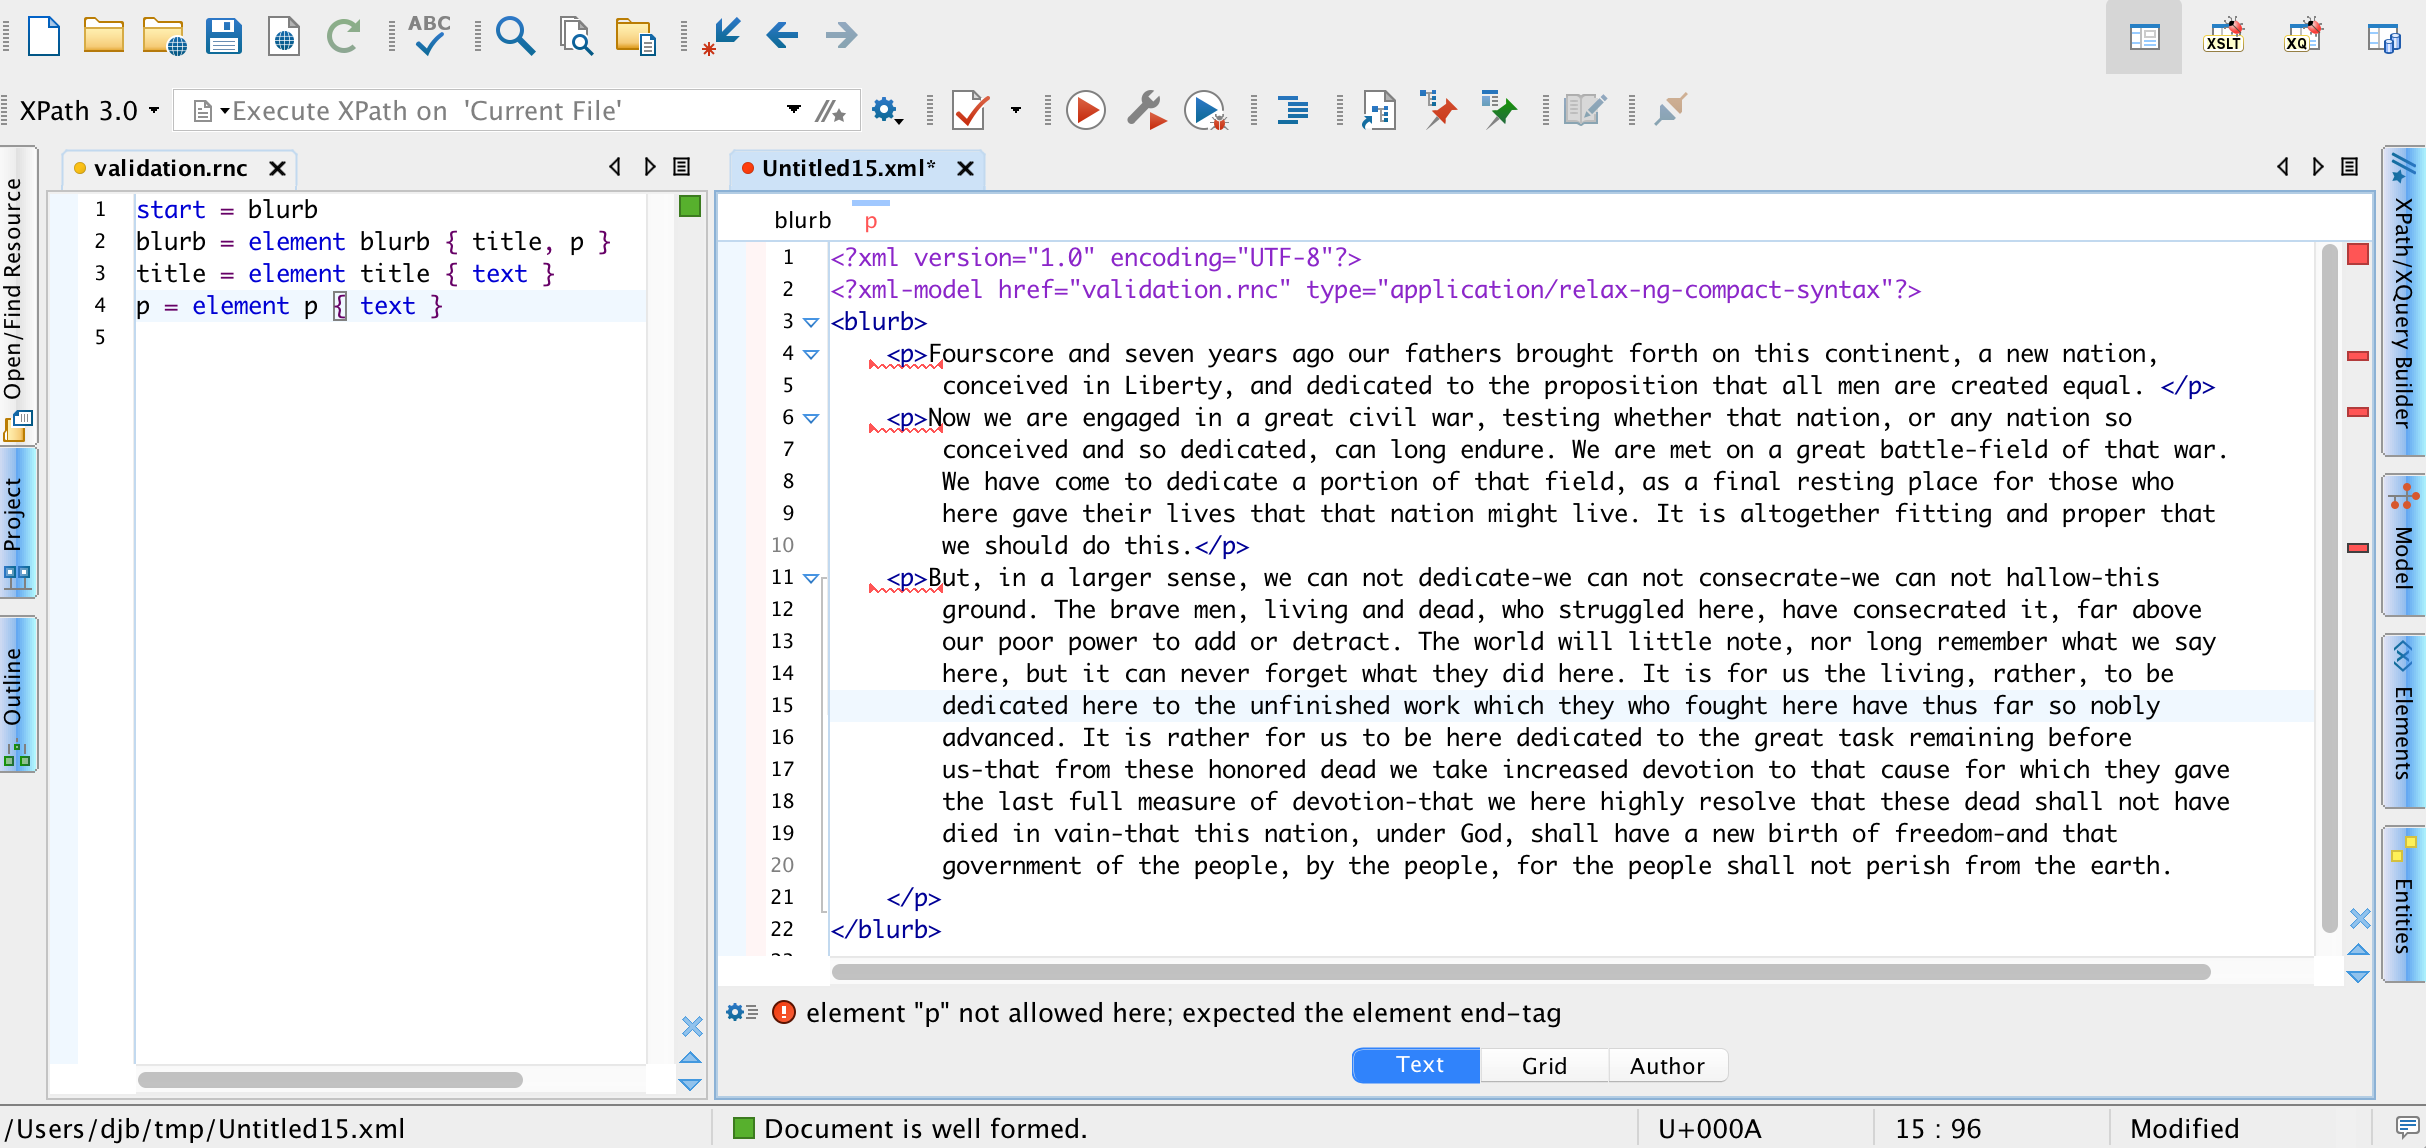 ABC
XSLT
XQ
XPath 3.0
Execute XPath on 'Current File'
Open/Find Resource
Project
Outline
validation.rnc
1 start = blurb
2 blurb = element blurb { title, p }
3 title = element title { text }
4 p = element p { text }
5
Untitled15.xml*
blurb p
1 <?xml version="1.0" encoding="UTF-8"?>
2 <?xml-model href="validation.rnc" type="application/relax-ng-compact-syntax"?>
3 <blurb>
4 <p>Fourscore and seven years ago our fathers brought forth on this continent, a new nation,
5 conceived in Liberty, and dedicated to the proposition that all men are created equal. </p>
6 <p>Now we are engaged in a great civil war, testing whether that nation, or any nation so
7 conceived and so dedicated, can long endure. We are met on a great battle-field of that war.
8 We have come to dedicate a portion of that field, as a final resting place for those who
9 here gave their lives that that nation might live. It is altogether fitting and proper that
10 we should do this.</p>
11 <p>But, in a larger sense, we can not dedicate-we can not consecrate-we can not hallow-this
12 ground. The brave men, living and dead, who struggled here, have consecrated it, far above
13 our poor power to add or detract. The world will little note, nor long remember what we say
14 here, but it can never forget what they did here. It is for us the living, rather, to be
15 dedicated here to the unfinished work which they who fought here have thus far so nobly
16 advanced. It is rather for us to be here dedicated to the great task remaining before
17 us-that from these honored dead we take increased devotion to that cause for which they gave
18 the last full measure of devotion-that we here highly resolve that these dead shall not have
19 died in vain-that this nation, under God, shall have a new birth of freedom-and that
20 government of the people, by the people, for the people shall not perish from the earth.
21 </p>
22 </blurb>
element "p" not allowed here; expected the element end-tag
Text Grid Author
XPath/XQuery Builder
Model
Elements
Entities
/Users/djb/tmp/Untitled15.xml
Document is well formed.
U+000A
15 : 96
Modified